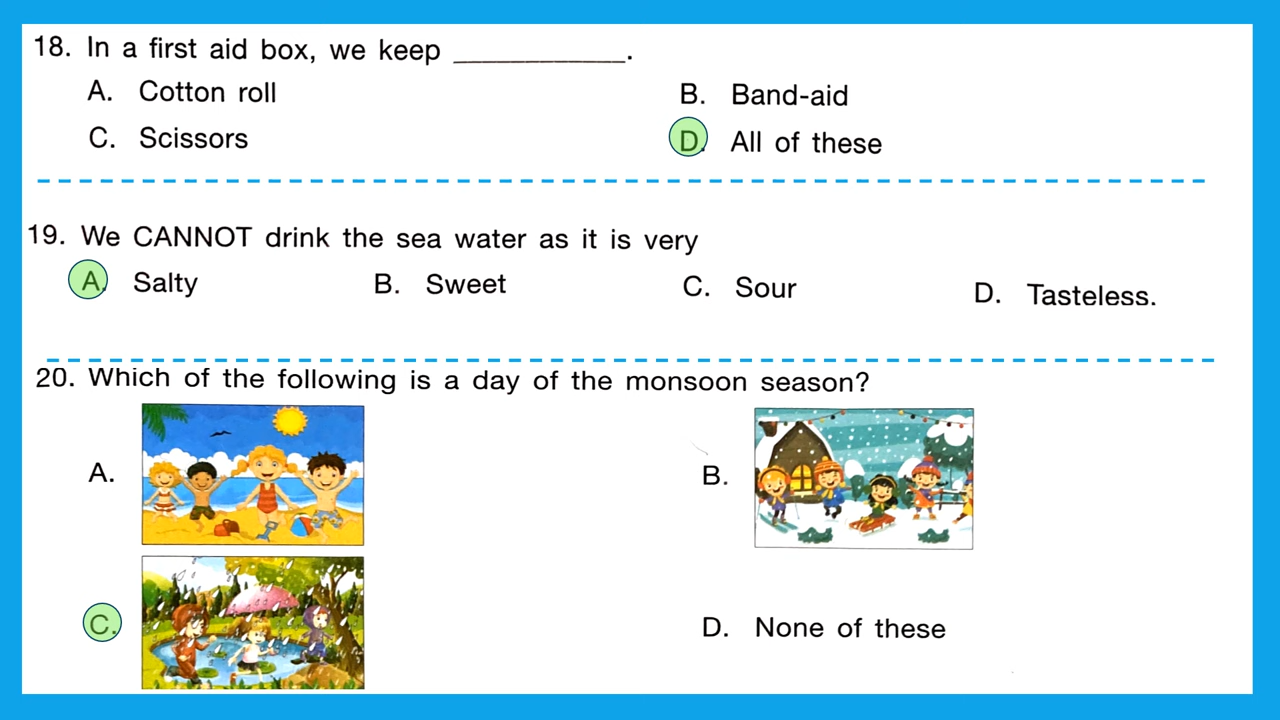 18. In a first aid box, we keep ___________.
A. Cotton roll B. Band-aid
C. Scissors D. All of these
19. We CANNOT drink the sea water as it is very
A. Salty B. Sweet C. Sour D. Tasteless.
20. Which of the following is a day of the monsoon season?
A. B.
C. D. None of these